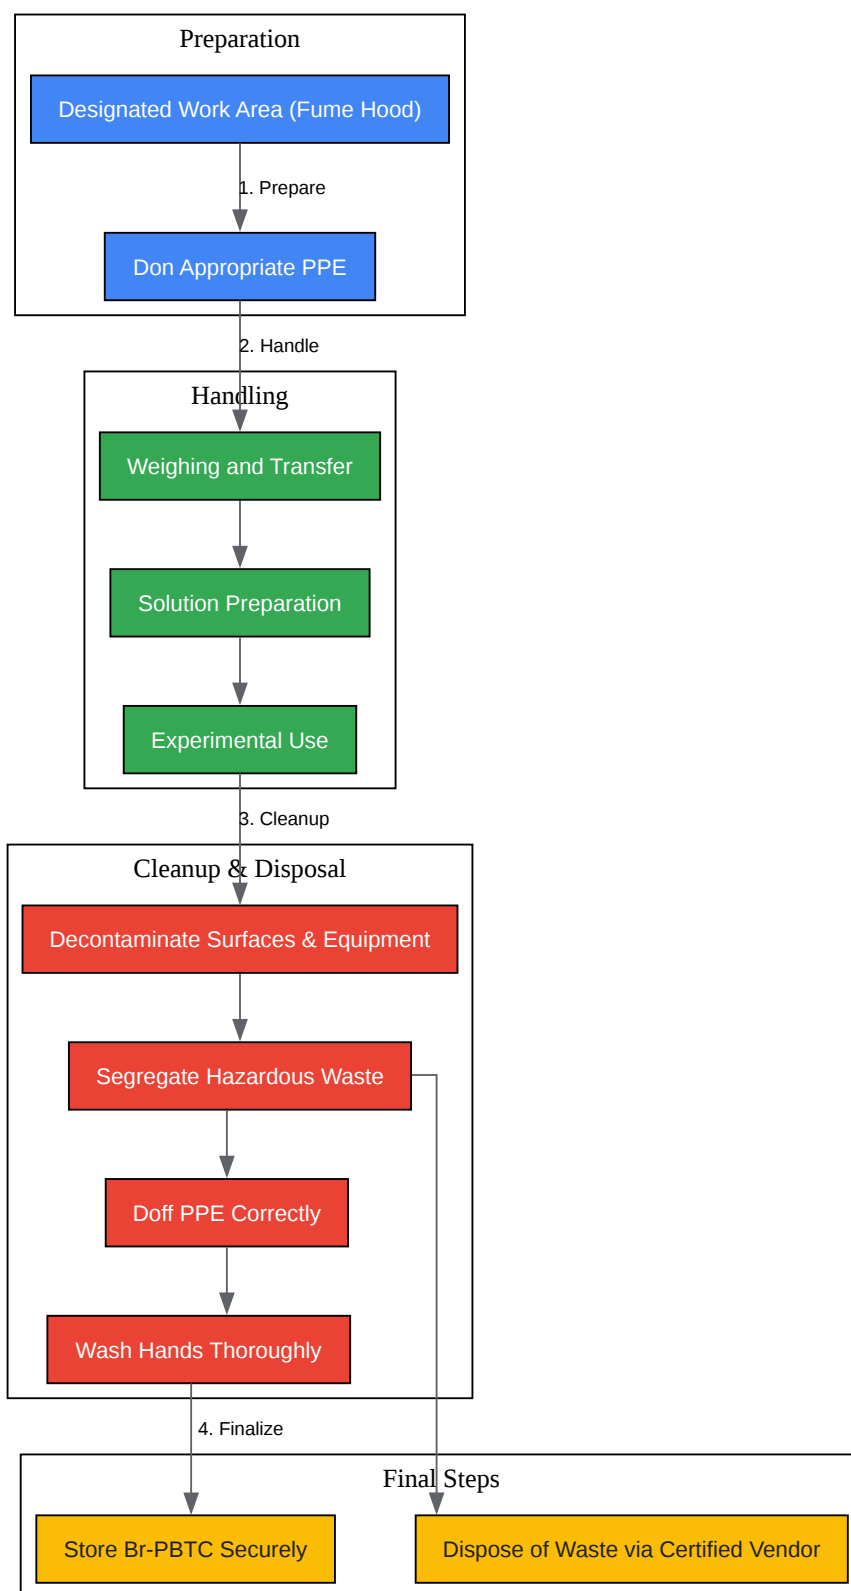 Preparation
Designated Work Area (Fume Hood)
1. Prepare
Don Appropriate PPE
2. Handle
Handling
Weighing and Transfer
Solution Preparation
Experimental Use
3. Cleanup
Cleanup & Disposal
Decontaminate Surfaces & Equipment
Segregate Hazardous Waste
Doff PPE Correctly
Wash Hands Thoroughly
4. Finalize
Final Steps
Store Br-PBTC Securely
Dispose of Waste via Certified Vendor